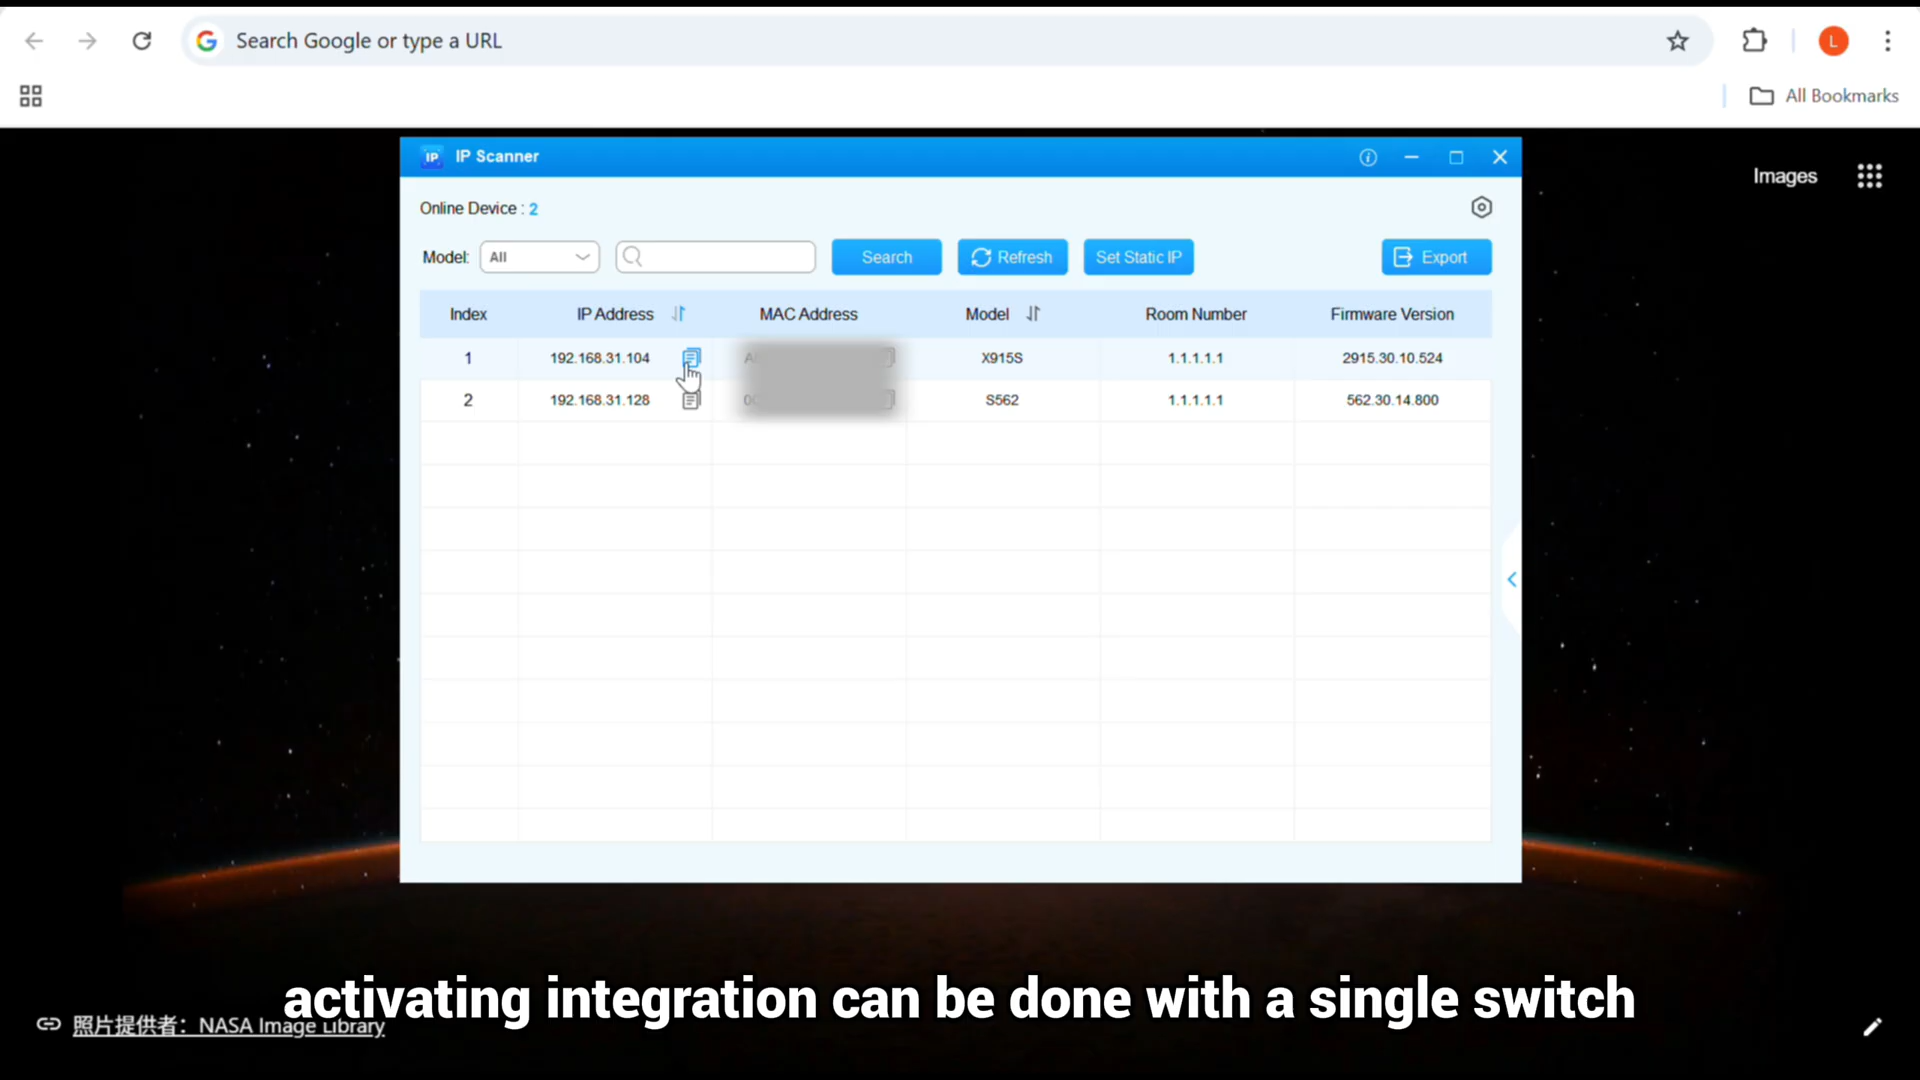 Search Google or type a URL
L
All Bookmarks
IP IP Scanner
Images
Online Device : 2
Model: All Search Refresh Set Static IP Export
Index IP Address MAC Address Model Room Number Firmware Version
1 192.168.31.104 X915S 1.1.1.1.1 2915.30.10.524
2 192.168.31.128 S562 1.1.1.1.1 562.30.14.800
activating integration can be done with a single switch
照片提供者：NASA Image Library